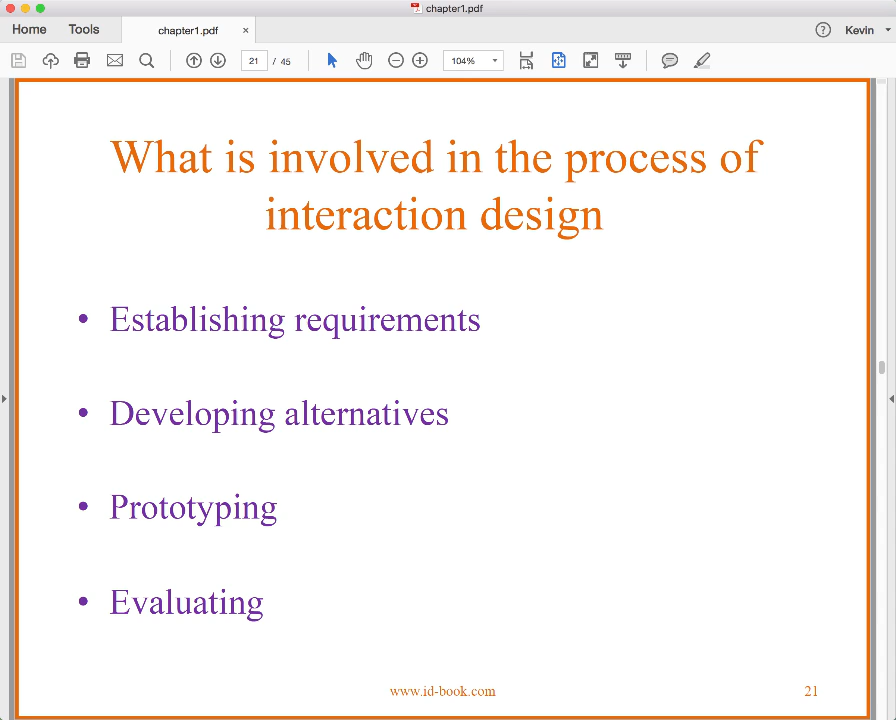 chapter1.pdf
Home Tools chapter1.pdf × ? Kevin
21 / 45 104%
What is involved in the process of
interaction design
• Establishing requirements
• Developing alternatives
• Prototyping
• Evaluating
www.id-book.com 21